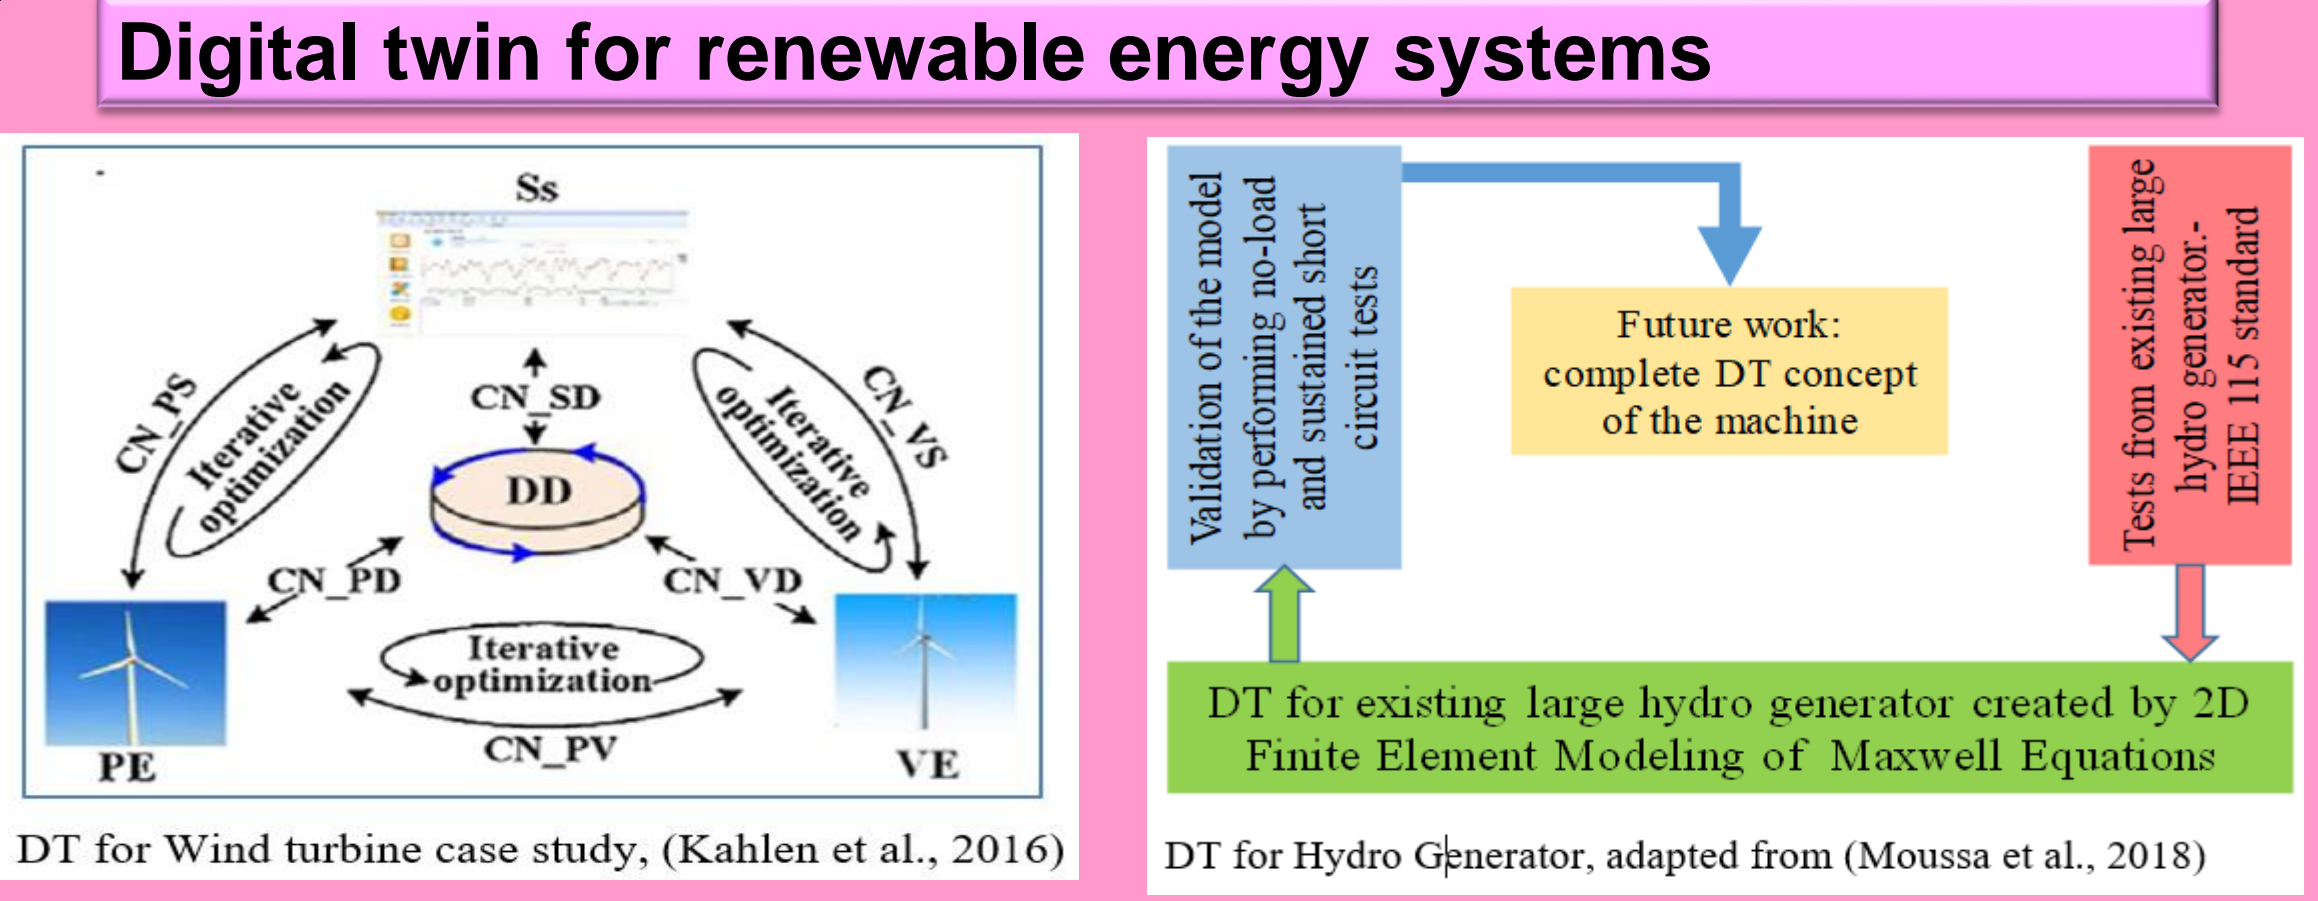 Digital twin for renewable energy systems
Ss
CN_PS
Iterative
optimization
CN_SD
Iterative
optimization
CN_VS
DD
CN_PD
CN_VD
Iterative
optimization
CN_PV
PE
VE
DT for Wind turbine case study, (Kahlen et al., 2016)
Validation of the model
by performing no-load
and sustained short
circuit tests
Future work:
complete DT concept
of the machine
Tests from existing large
hydro generator.-
IEEE 115 standard
DT for existing large hydro generator created by 2D
Finite Element Modeling of Maxwell Equations
DT for Hydro Generator, adapted from (Moussa et al., 2018)